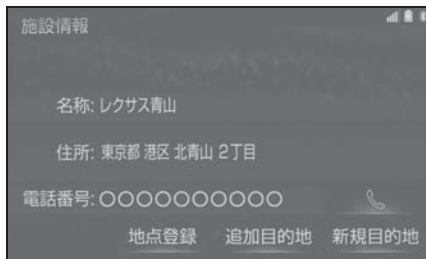 施設情報
名称: レクサス青山
住所: 東京都 港区 北青山 2丁目
電話番号: ○○○○○○○○○○
地点登録 追加目的地 新規目的地